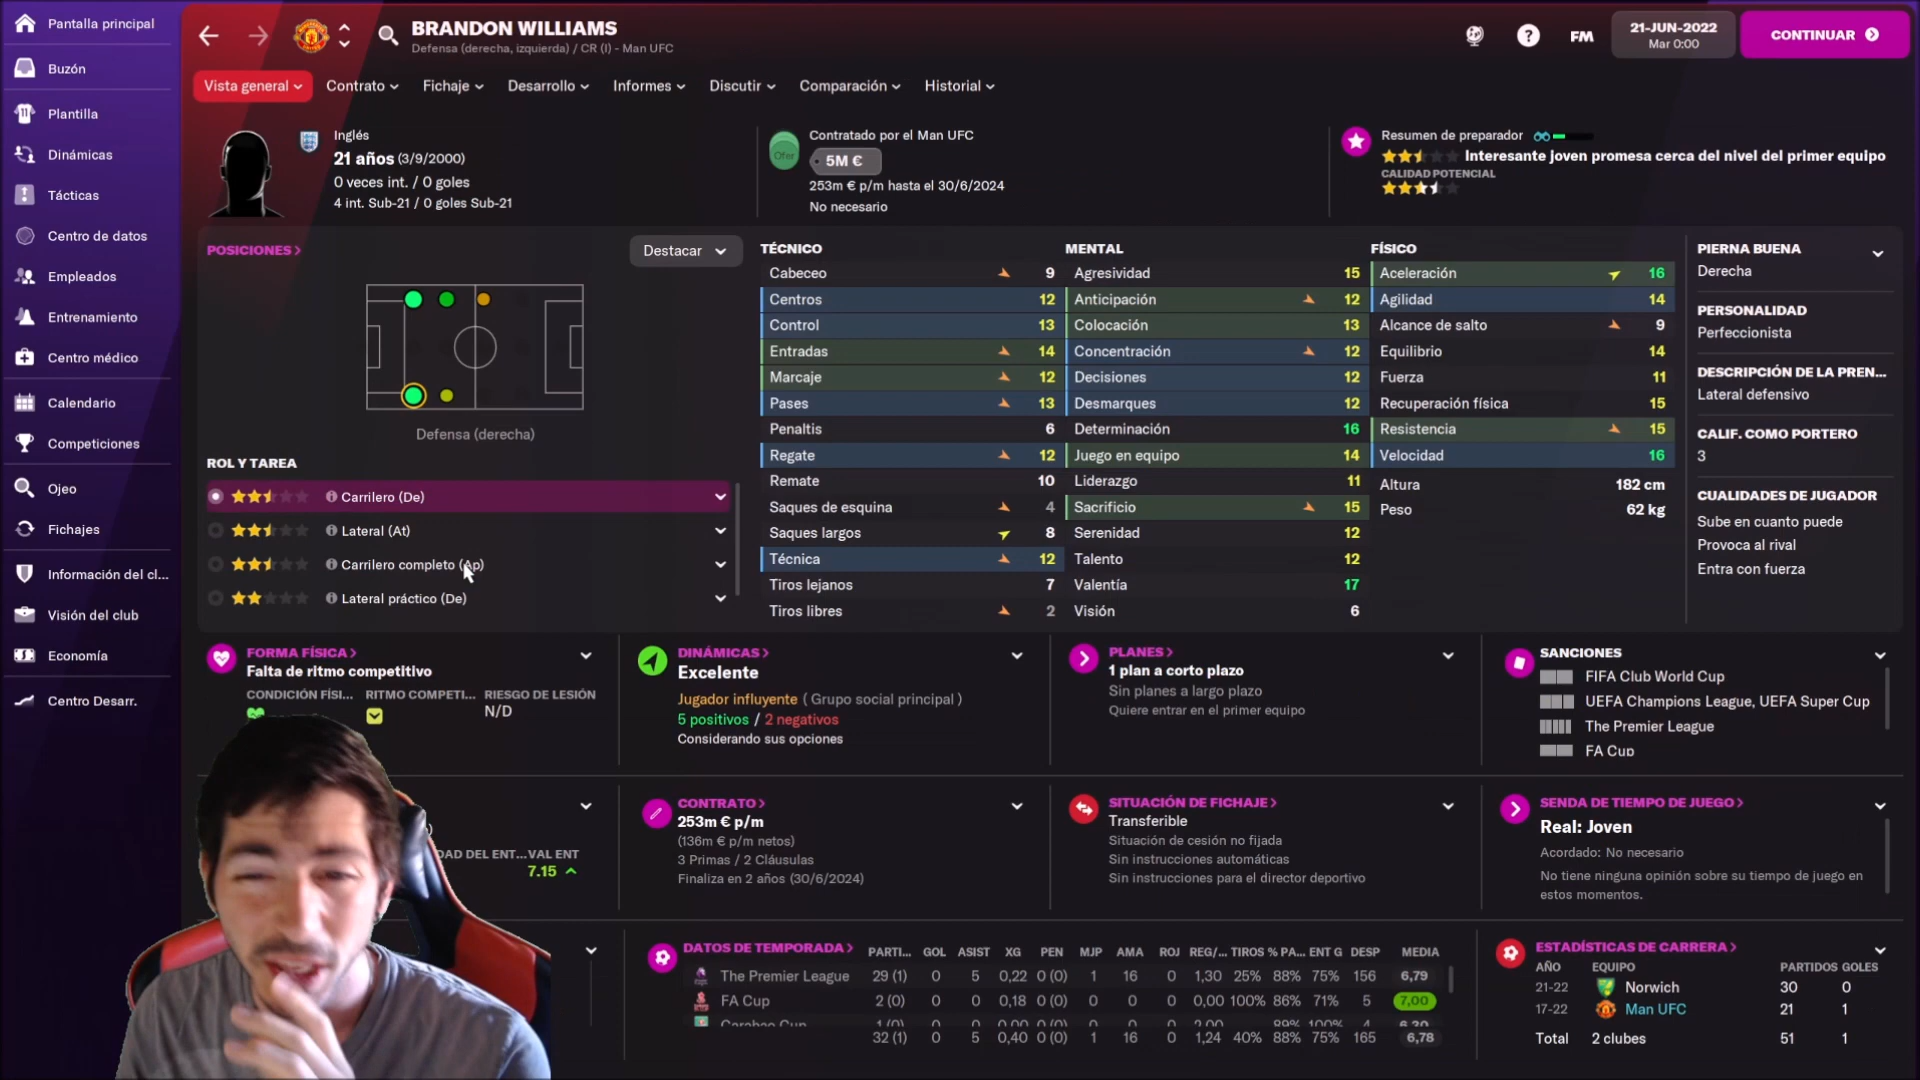 Pantalla principal
Buzón
Plantilla
Dinámicas
Tácticas
Centro de datos
Empleados
Entrenamiento
Centro médico
Calendario
Competiciones
Ojeo
Fichajes
Información del cl...
Visión del club
Economía
Centro Desarr.
BRANDON WILLIAMS
Defensa (derecha, izquierda) / CR (I) - Man UFC
FM
21-JUN-2022
Mar 0:00
CONTINUAR
Vista general
Contrato
Fichaje
Desarrollo
Informes
Discutir
Comparación
Historial
Inglés
21 años (3/9/2000)
0 veces int. / 0 goles
4 int. Sub-21 / 0 goles Sub-21
Ofer
Contratado por el Man UFC
5M €
253m € p/m hasta el 30/6/2024
No necesario
Resumen de preparador
Interesante joven promesa cerca del nivel del primer equipo
CALIDAD POTENCIAL
POSICIONES >
Destacar
Defensa (derecha)
ROL Y TAREA
Carrilero (De)
Lateral (At)
Carrilero completo (Ap)
Lateral práctico (De)
TÉCNICO
Cabeceo 9
Centros 12
Control 13
Entradas 14
Marcaje 12
Pases 13
Penaltis 6
Regate 12
Remate 10
Saques de esquina 4
Saques largos 8
Técnica 12
Tiros lejanos 7
Tiros libres 2
MENTAL
Agresividad 15
Anticipación 12
Colocación 13
Concentración 12
Decisiones 12
Desmarques 12
Determinación 16
Juego en equipo 14
Liderazgo 11
Sacrificio 15
Serenidad 12
Talento 12
Valentía 17
Visión 6
FÍSICO
Aceleración 16
Agilidad 14
Alcance de salto 9
Equilibrio 14
Fuerza 11
Recuperación física 15
Resistencia 15
Velocidad 16
Altura 182 cm
Peso 62 kg
PIERNA BUENA
Derecha
PERSONALIDAD
Perfeccionista
DESCRIPCIÓN DE LA PREN...
Lateral defensivo
CALIF. COMO PORTERO
3
CUALIDADES DE JUGADOR
Sube en cuanto puede
Provoca al rival
Entra con fuerza
FORMA FÍSICA >
Falta de ritmo competitivo
CONDICIÓN FÍSI... RITMO COMPETI... RIESGO DE LESIÓN
N/D
DINÁMICAS >
Excelente
Jugador influyente ( Grupo social principal )
5 positivos / 2 negativos
Considerando sus opciones
PLANES >
1 plan a corto plazo
Sin planes a largo plazo
Quiere entrar en el primer equipo
SANCIONES
FIFA Club World Cup
UEFA Champions League, UEFA Super Cup
The Premier League
FA Cup
DAD DEL ENT... VAL ENT
7.15
CONTRATO >
253m € p/m
(136m € p/m netos)
3 Primas / 2 Cláusulas
Finaliza en 2 años (30/6/2024)
SITUACIÓN DE FICHAJE >
Transferible
Situación de cesión no fijada
Sin instrucciones automáticas
Sin instrucciones para el director deportivo
SENDA DE TIEMPO DE JUEGO >
Real: Joven
Acordado: No necesario
No tiene ninguna opinión sobre su tiempo de juego en
estos momentos.
DATOS DE TEMPORADA > PARTI... GOL ASIST XG PEN MJP AMA ROJ REG/... TIROS % PA... ENT G DESP MEDIA
The Premier League 29 (1) 0 5 0,22 0 (0) 1 16 0 1,30 25% 88% 75% 156 6,79
FA Cup 2 (0) 0 0 0,18 0 (0) 0 0 0 0,00 100% 86% 71% 5 7,00
Carabao Cup
32 (1) 0 5 0,40 0 (0) 1 16 0 1,24 40% 88% 75% 165 6,78
ESTADÍSTICAS DE CARRERA >
AÑO EQUIPO PARTIDOS GOLES
21-22 Norwich 30 0
17-22 Man UFC 21 1
Total 2 clubes 51 1